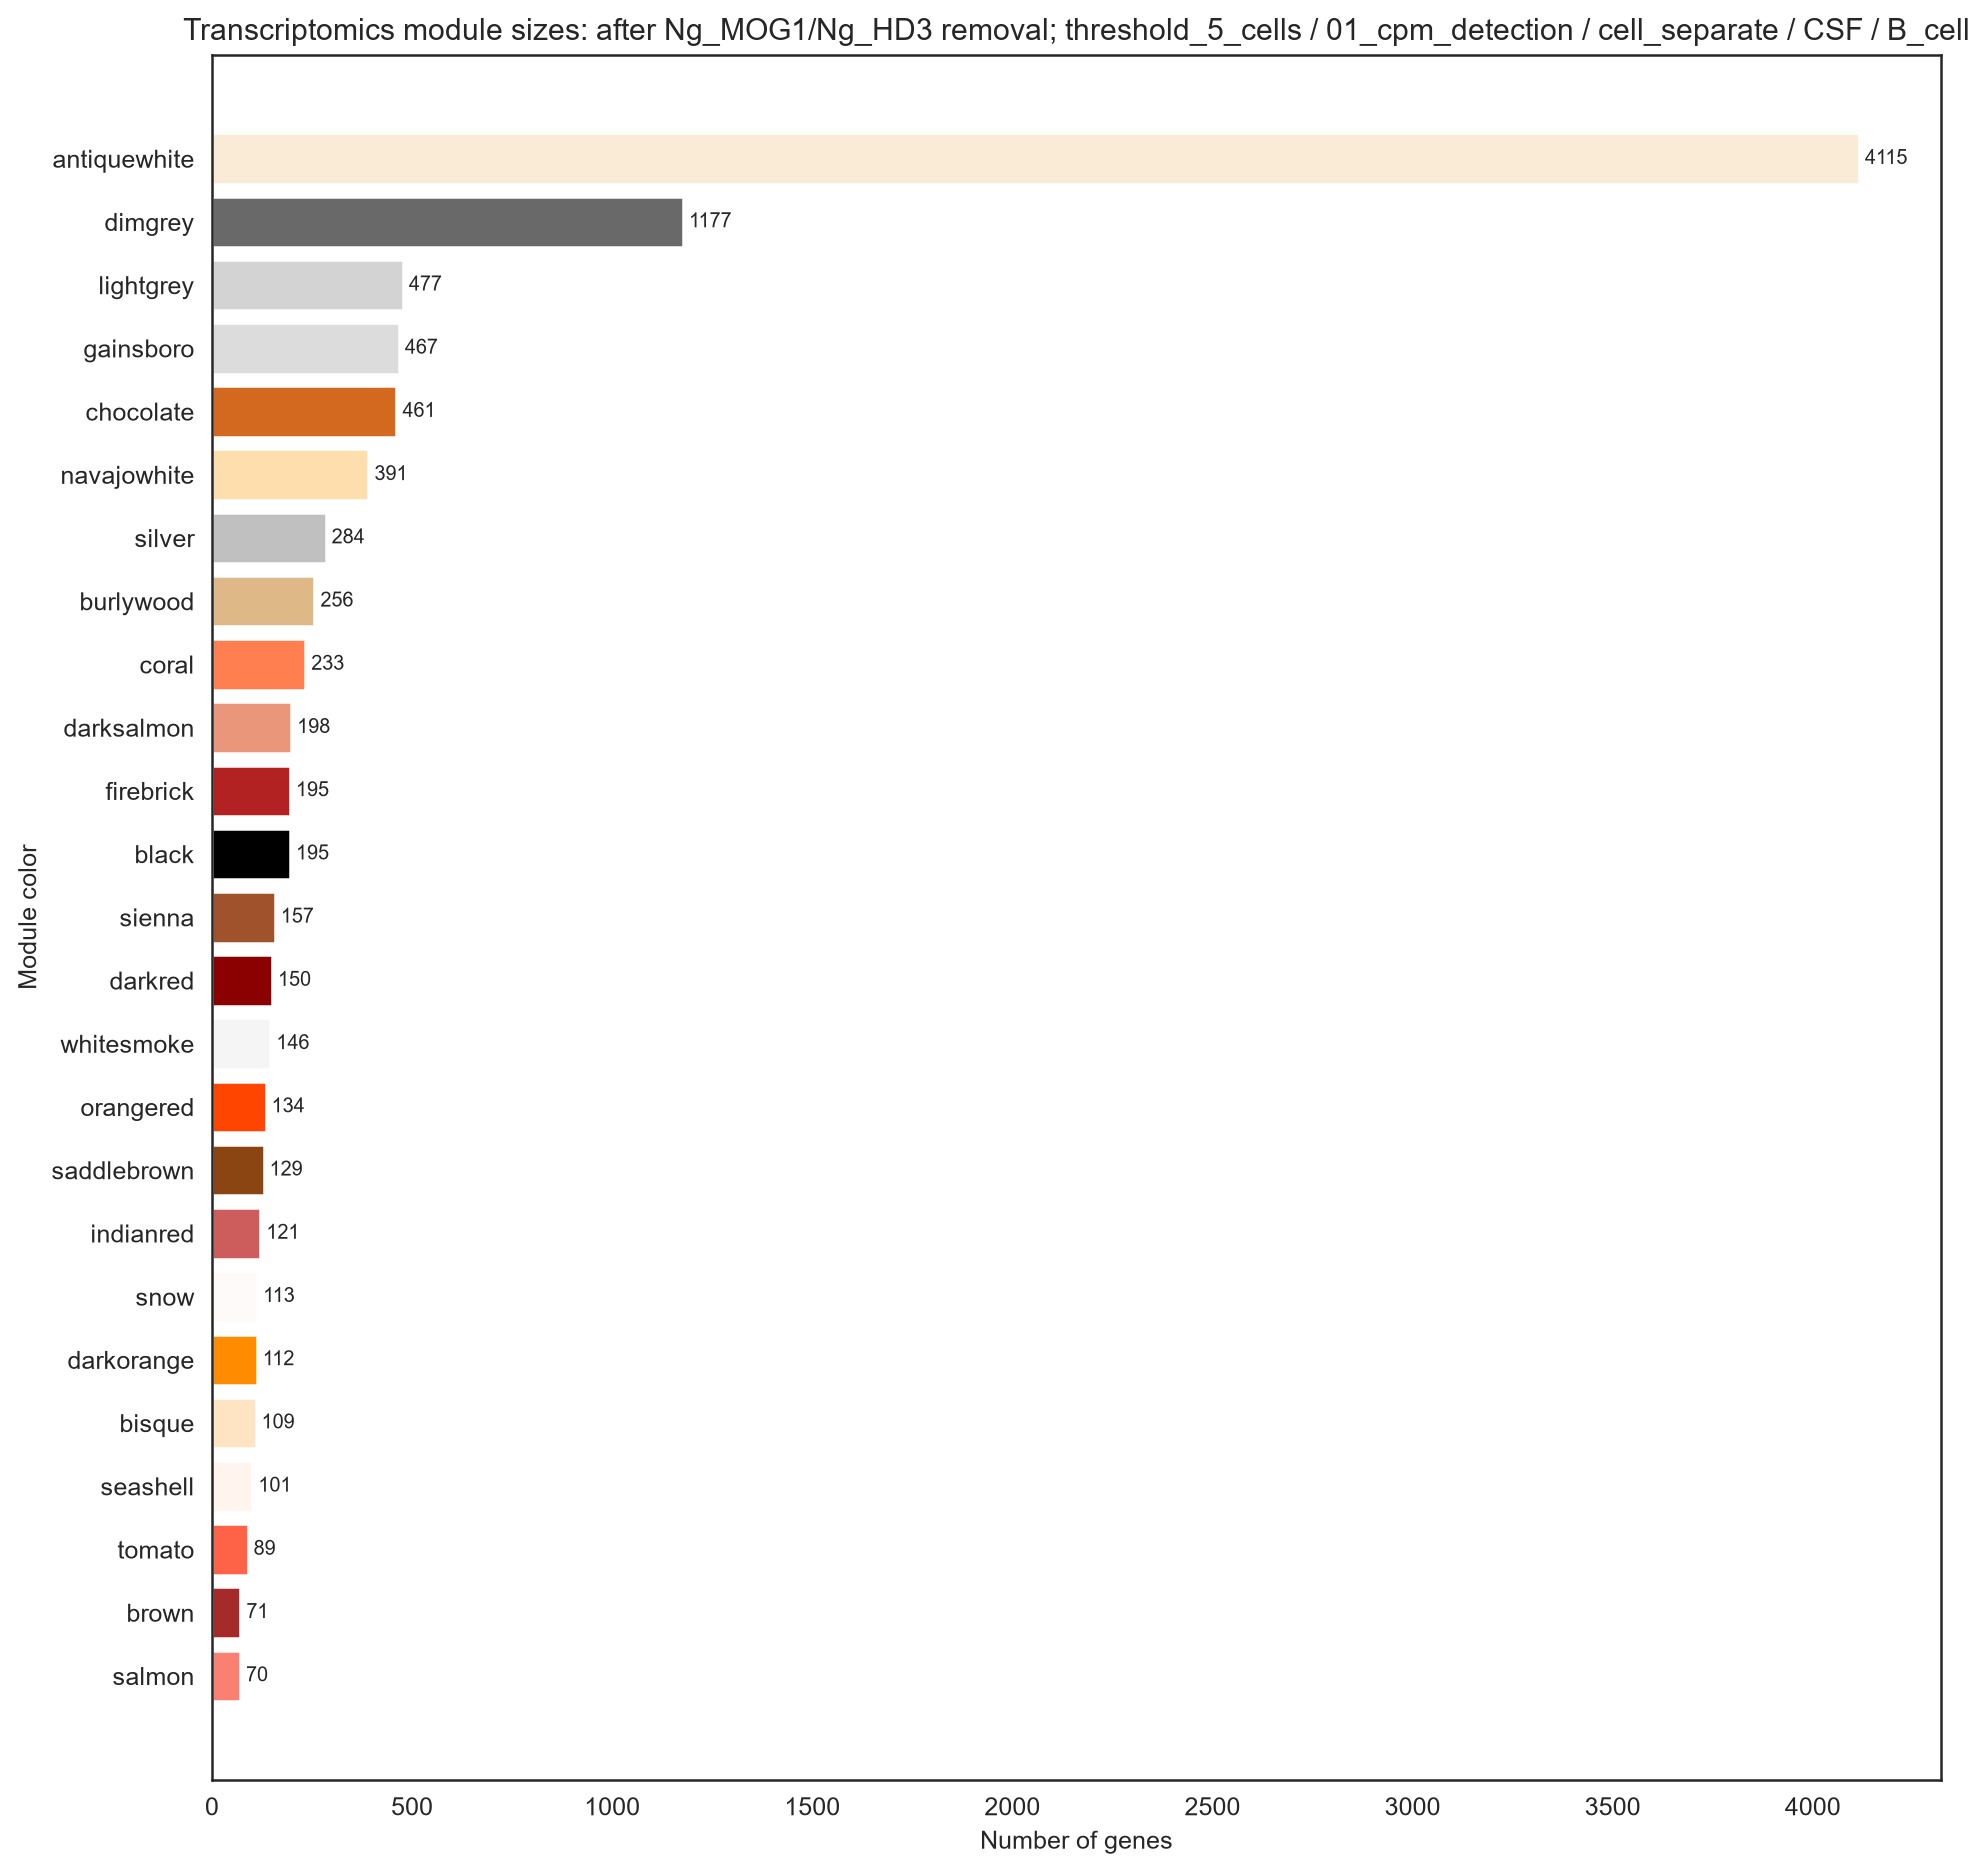 Transcriptomics module sizes: after Ng_MOG1/Ng_HD3 removal; threshold_5_cells / 01_cpm_detection / cell_separate / CSF / B_cell
antiquewhite 4115
dimgrey 1177
lightgrey 477
gainsboro 467
chocolate 461
navajowhite 391
silver 284
burlywood 256
coral 233
darksalmon 198
firebrick 195
black 195
sienna 157
darkred 150
whitesmoke 146
orangered 134
saddlebrown 129
indianred 121
snow 113
darkorange 112
bisque 109
seashell 101
tomato 89
brown 71
salmon 70
Module color
0 500 1000 1500 2000 2500 3000 3500 4000
Number of genes